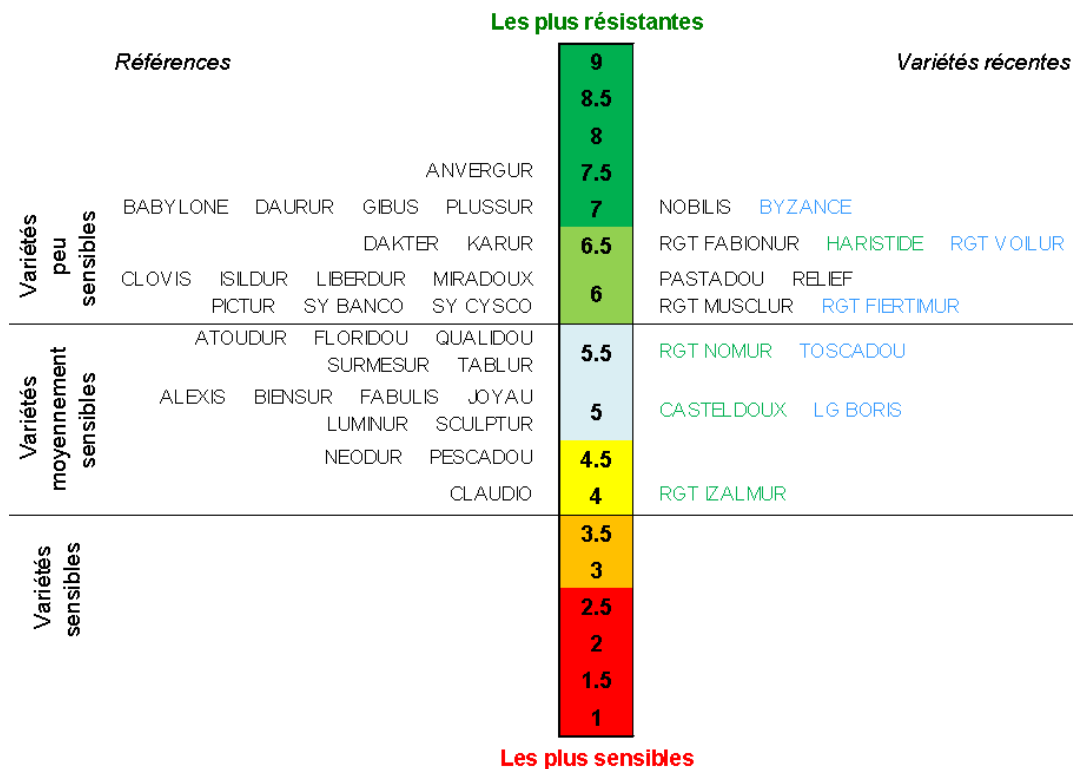 Les plus résistantes
Références 9 Variétés récentes
8.5
8
ANVERGUR 7.5
Variétés peu sensibles
BABYLONE DAURUR GIBUS PLUSSUR 7 NOBILIS BYZANCE
DAKTER KARUR 6.5 RGT FABIONUR HARISTIDE RGT VOILUR
CLOVIS ISILDUR LIBERDUR MIRADOUX 6 PASTADOU RELIEF
PICTUR SY BANCO SY CYSCO RGT MUSCLUR RGT FIERTIMUR
Variétés moyennement sensibles
ATOUDUR FLORIDOU QUALIDOU 5.5 RGT NOMUR TOSCADOU
SURMESUR TABLUR
ALEXIS BIENSUR FABULIS JOYAU 5 CASTELDOUX LG BORIS
LUMINUR SCULPTUR
NEODUR PESCADOU 4.5
CLAUDIO 4 RGT IZALMUR
Variétés sensibles
3.5
3
2.5
2
1.5
1
Les plus sensibles